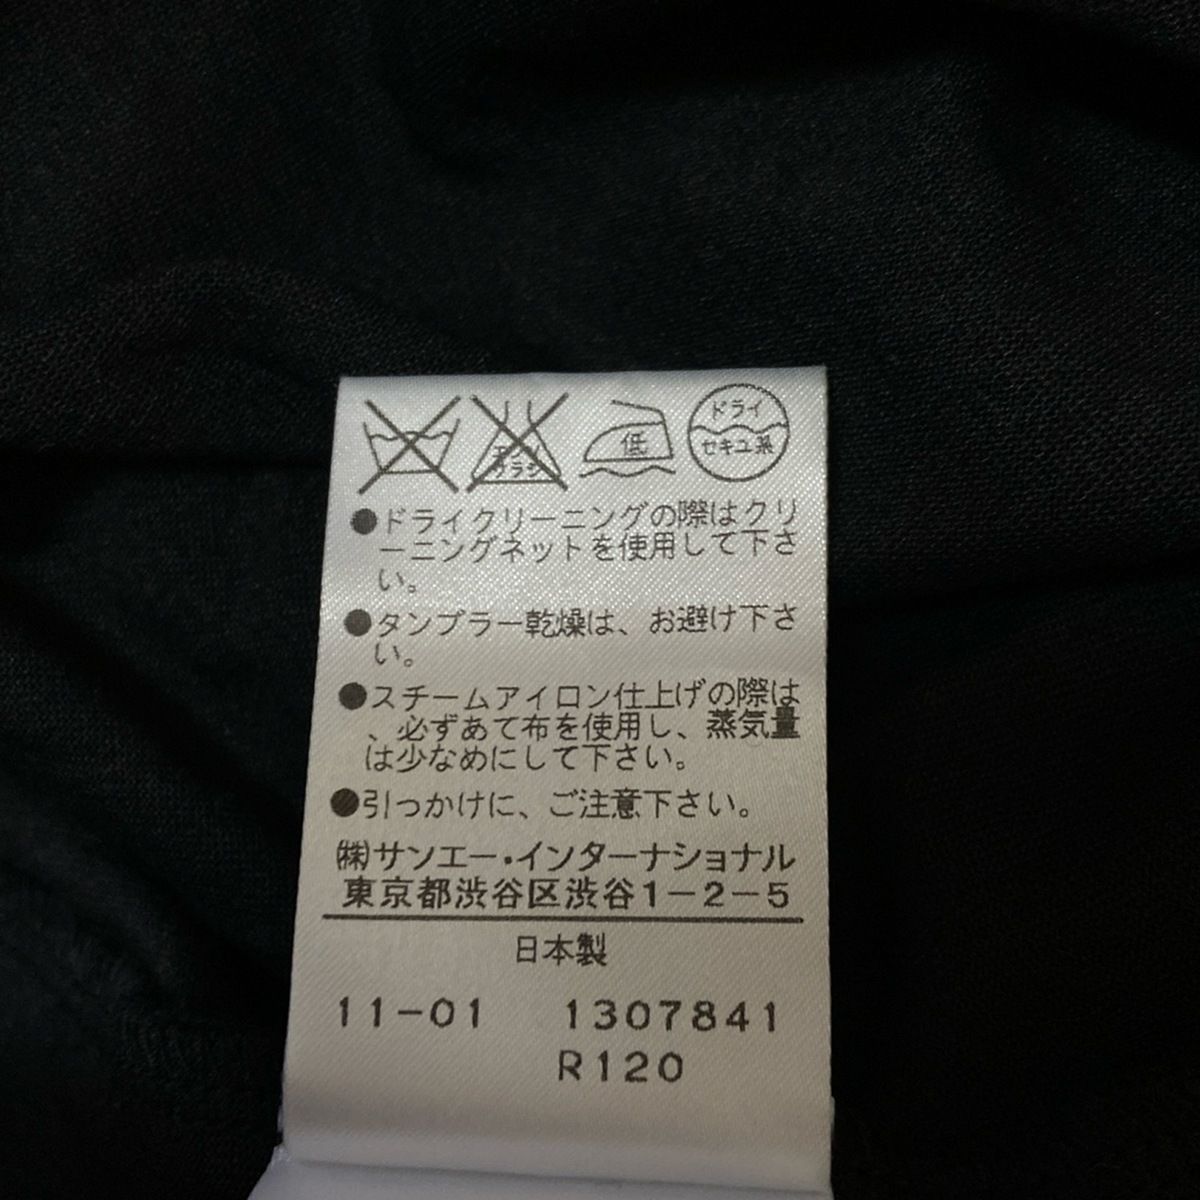 低
ドライ
セキユ系
●ドライクリーニングの際はクリ
ーニングネットを使用して下さ
い。
●タンブラー乾燥は、お避け下さ
い。
●スチームアイロン仕上げの際は
、必ずあて布を使用し、蒸気量
は少なめにして下さい。
●引っかけに、ご注意下さい。
㈱サンエー・インターナショナル
東京都渋谷区渋谷1-2-5
日本製
11-01 1307841
R120